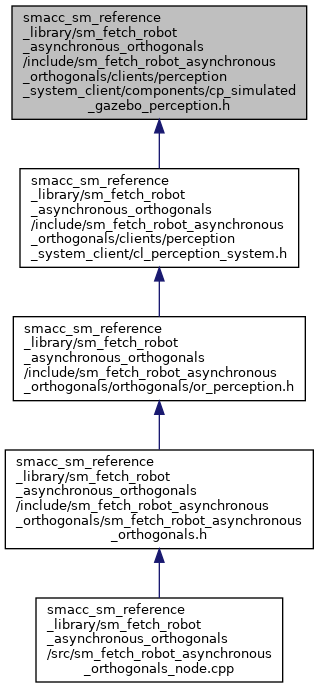 smacc_sm_reference
_library/sm_fetch_robot
_asynchronous_orthogonals
/include/sm_fetch_robot_asynchronous
_orthogonals/clients/perception
_system_client/components/cp_simulated
_gazebo_perception.h
smacc_sm_reference
_library/sm_fetch_robot
_asynchronous_orthogonals
/include/sm_fetch_robot_asynchronous
_orthogonals/clients/perception
_system_client/cl_perception_system.h
smacc_sm_reference
_library/sm_fetch_robot
_asynchronous_orthogonals
/include/sm_fetch_robot_asynchronous
_orthogonals/orthogonals/or_perception.h
smacc_sm_reference
_library/sm_fetch_robot
_asynchronous_orthogonals
/include/sm_fetch_robot_asynchronous
_orthogonals/sm_fetch_robot_asynchronous
_orthogonals.h
smacc_sm_reference
_library/sm_fetch_robot
_asynchronous_orthogonals
/src/sm_fetch_robot_asynchronous
_orthogonals_node.cpp